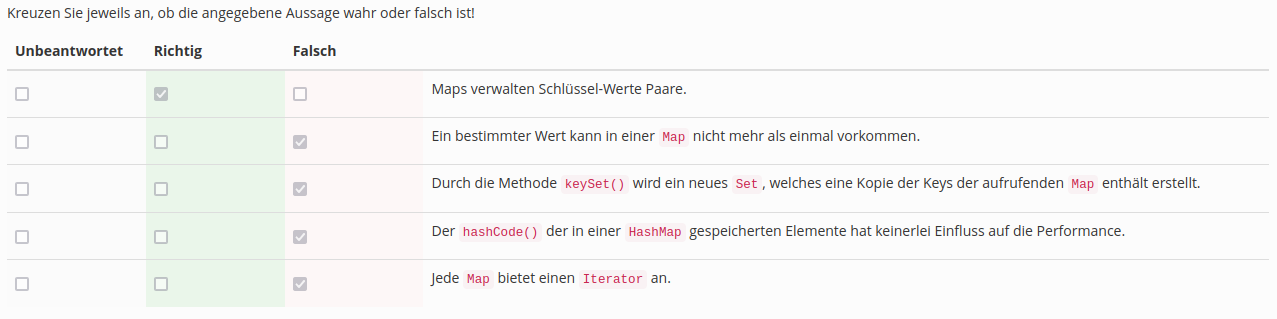 Kreuzen Sie jeweils an, ob die angegebene Aussage wahr oder falsch ist!
Unbeantwortet Richtig Falsch
Maps verwalten Schlüssel-Werte Paare.
Ein bestimmter Wert kann in einer Map nicht mehr als einmal vorkommen.
Durch die Methode keySet() wird ein neues Set, welches eine Kopie der Keys der aufrufenden Map enthält erstellt.
Der hashCode() der in einer HashMap gespeicherten Elemente hat keinerlei Einfluss auf die Performance.
Jede Map bietet einen Iterator an.